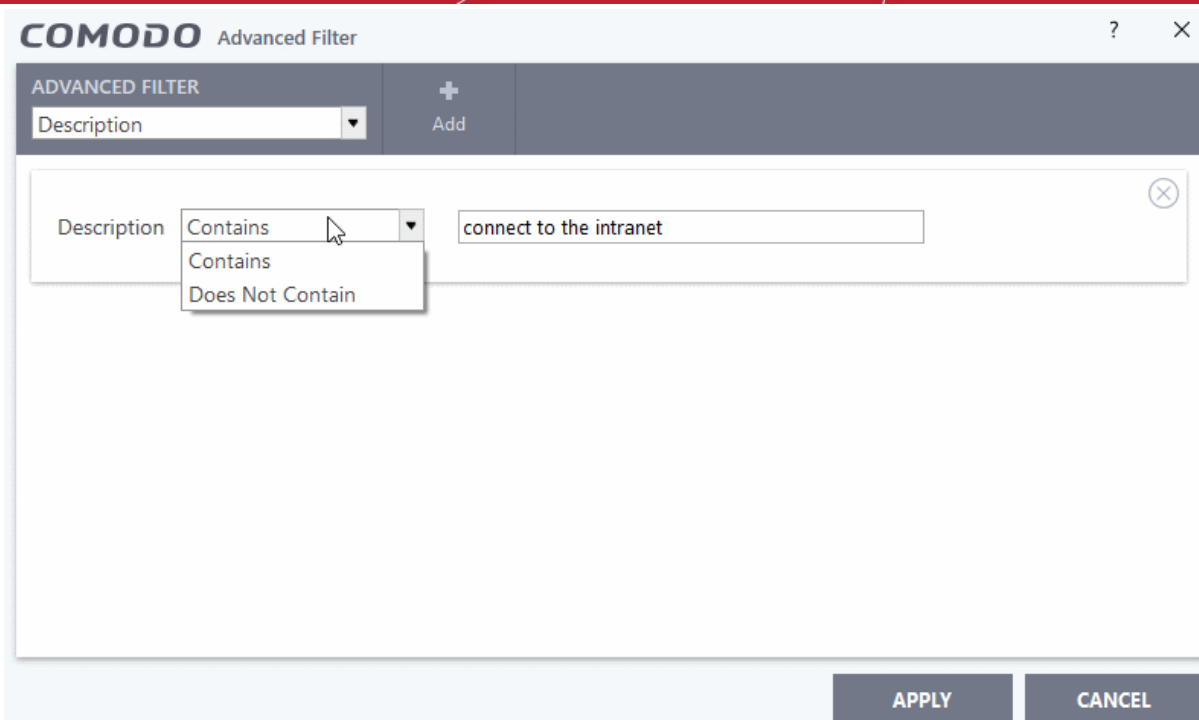 COMODO Advanced Filter ?
ADVANCED FILTER
Description
Add
Description Contains connect to the intranet
Contains
Does Not Contain
APPLY CANCEL